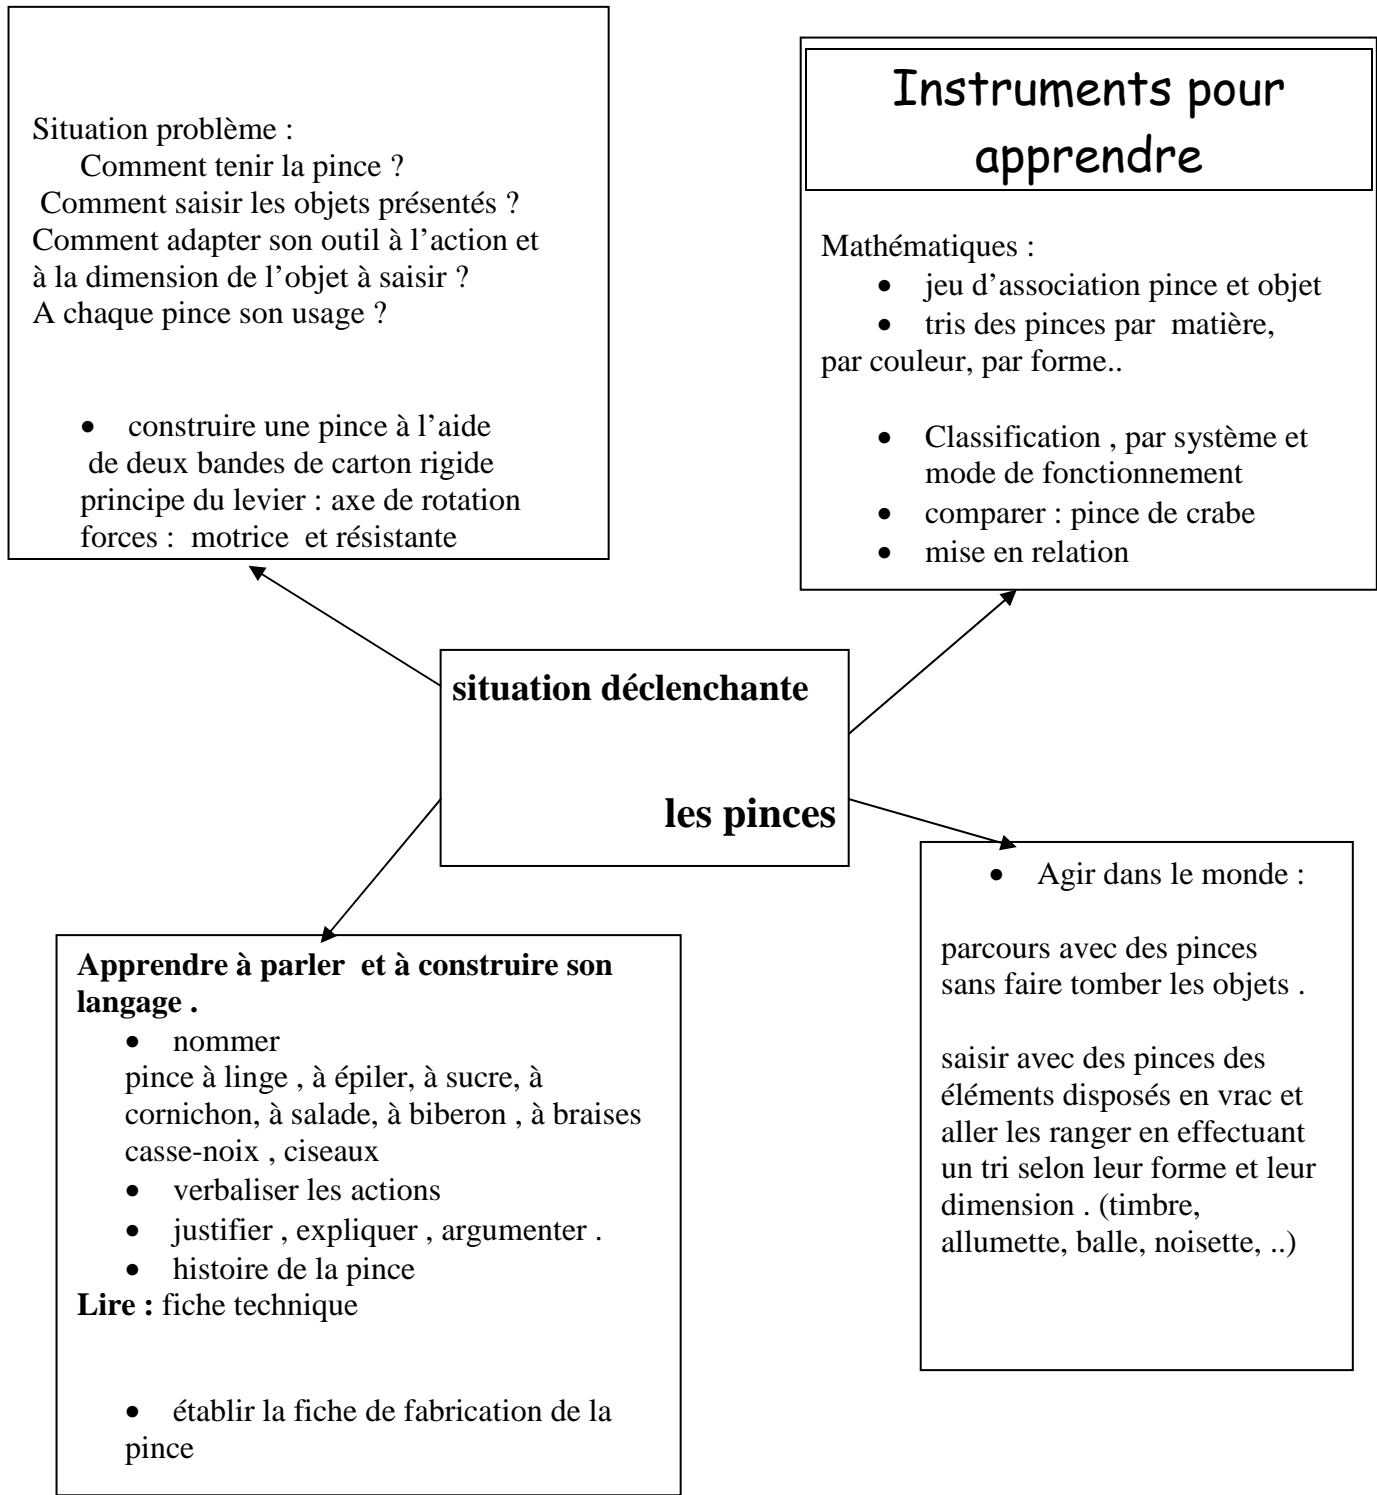 Situation problème :
Comment tenir la pince ?
Comment saisir les objets présentés ?
Comment adapter son outil à l’action et
à la dimension de l’objet à saisir ?
A chaque pince son usage ?
• construire une pince à l’aide
de deux bandes de carton rigide
principe du levier : axe de rotation
forces : motrice et résistante
Instruments pour
apprendre
Mathématiques :
• jeu d’association pince et objet
• tris des pinces par matière,
par couleur, par forme..
• Classification , par système et
mode de fonctionnement
• comparer : pince de crabe
• mise en relation
situation déclenchante
les pinces
Apprendre à parler et à construire son
langage .
• nommer
pince à linge , à épiler, à sucre, à
cornichon, à salade, à biberon , à braises
casse-noix , ciseaux
• verbaliser les actions
• justifier , expliquer , argumenter .
• histoire de la pince
Lire : fiche technique
• établir la fiche de fabrication de la
pince
• Agir dans le monde :
parcours avec des pinces
sans faire tomber les objets .
saisir avec des pinces des
éléments disposés en vrac et
aller les ranger en effectuant
un tri selon leur forme et leur
dimension . (timbre,
allumette, balle, noisette, ..)